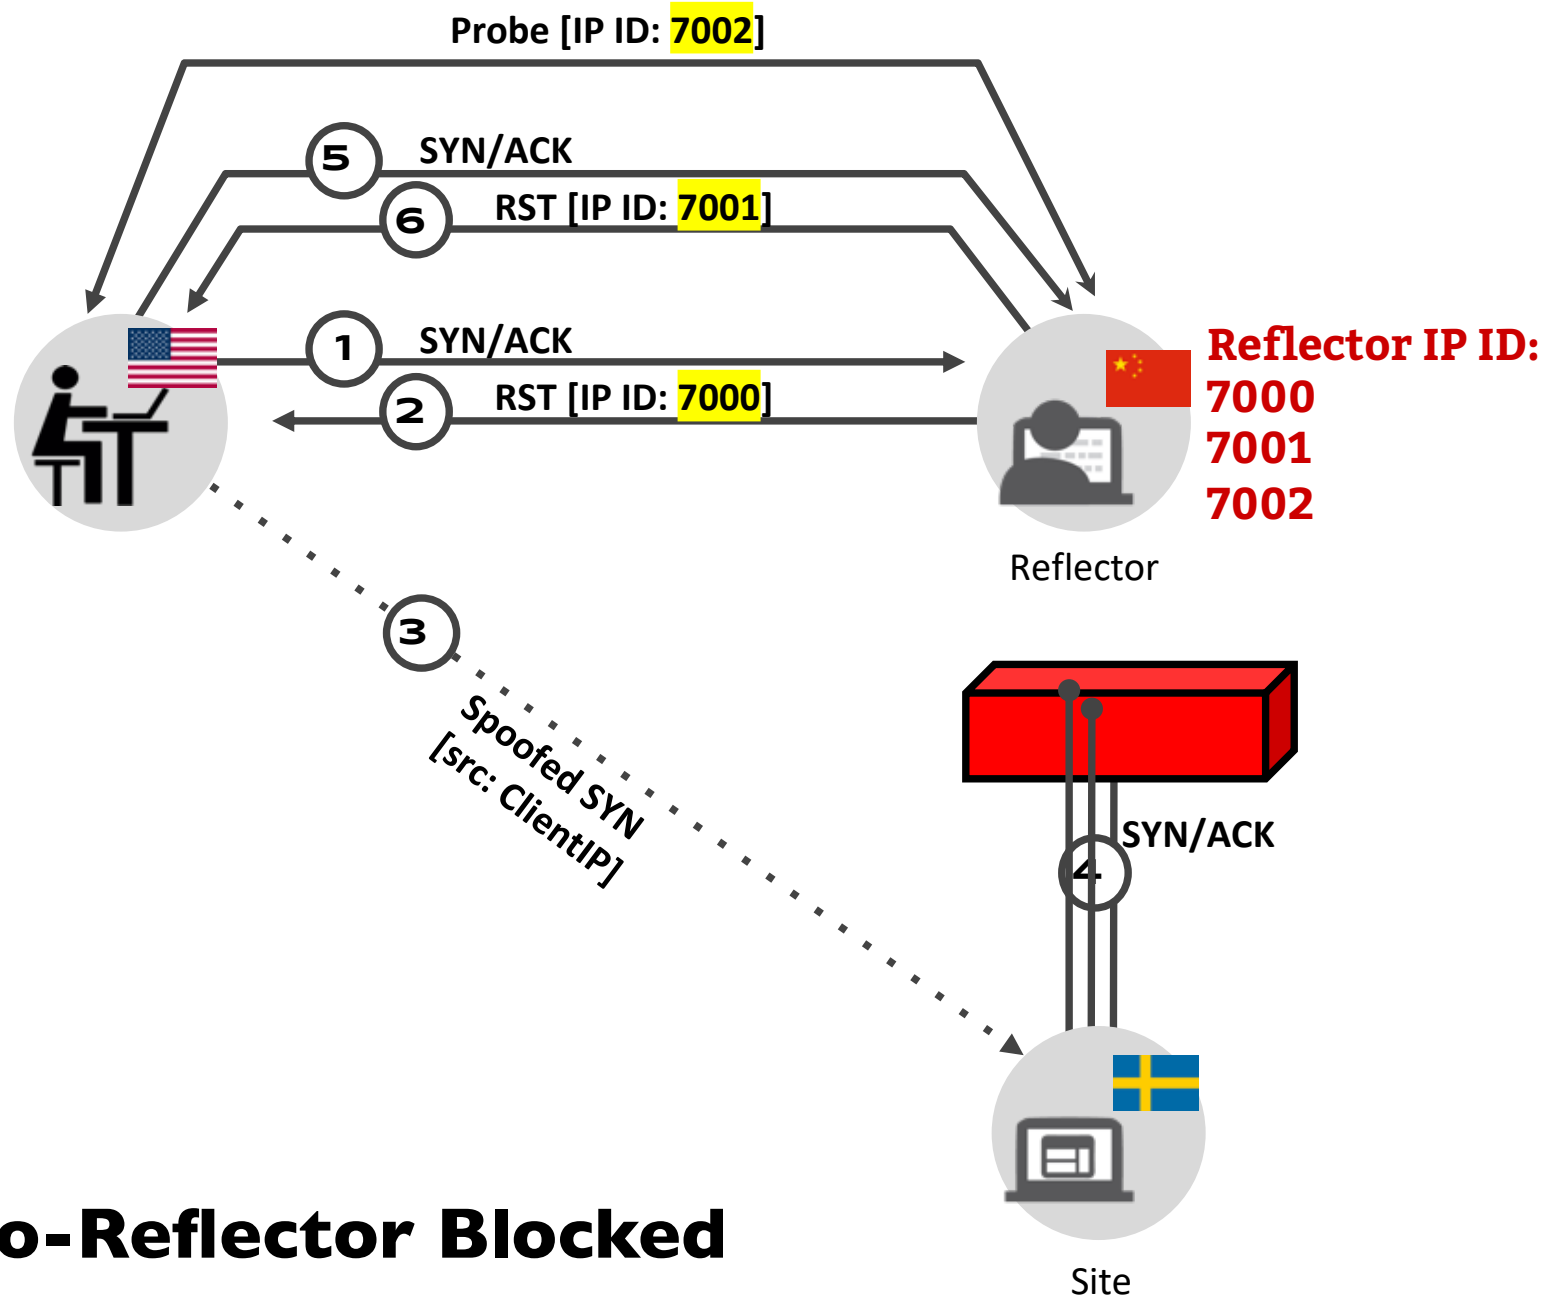 Probe [IP ID: 7002]
5
SYN/ACK
6
RST [IP ID: 7001]
1
SYN/ACK
2
RST [IP ID: 7000]
Reflector IP ID:
7000
7001
7002
Reflector
3
Spoofed SYN
[src: ClientIP]
SYN/ACK
4
o-Reflector Blocked
Site